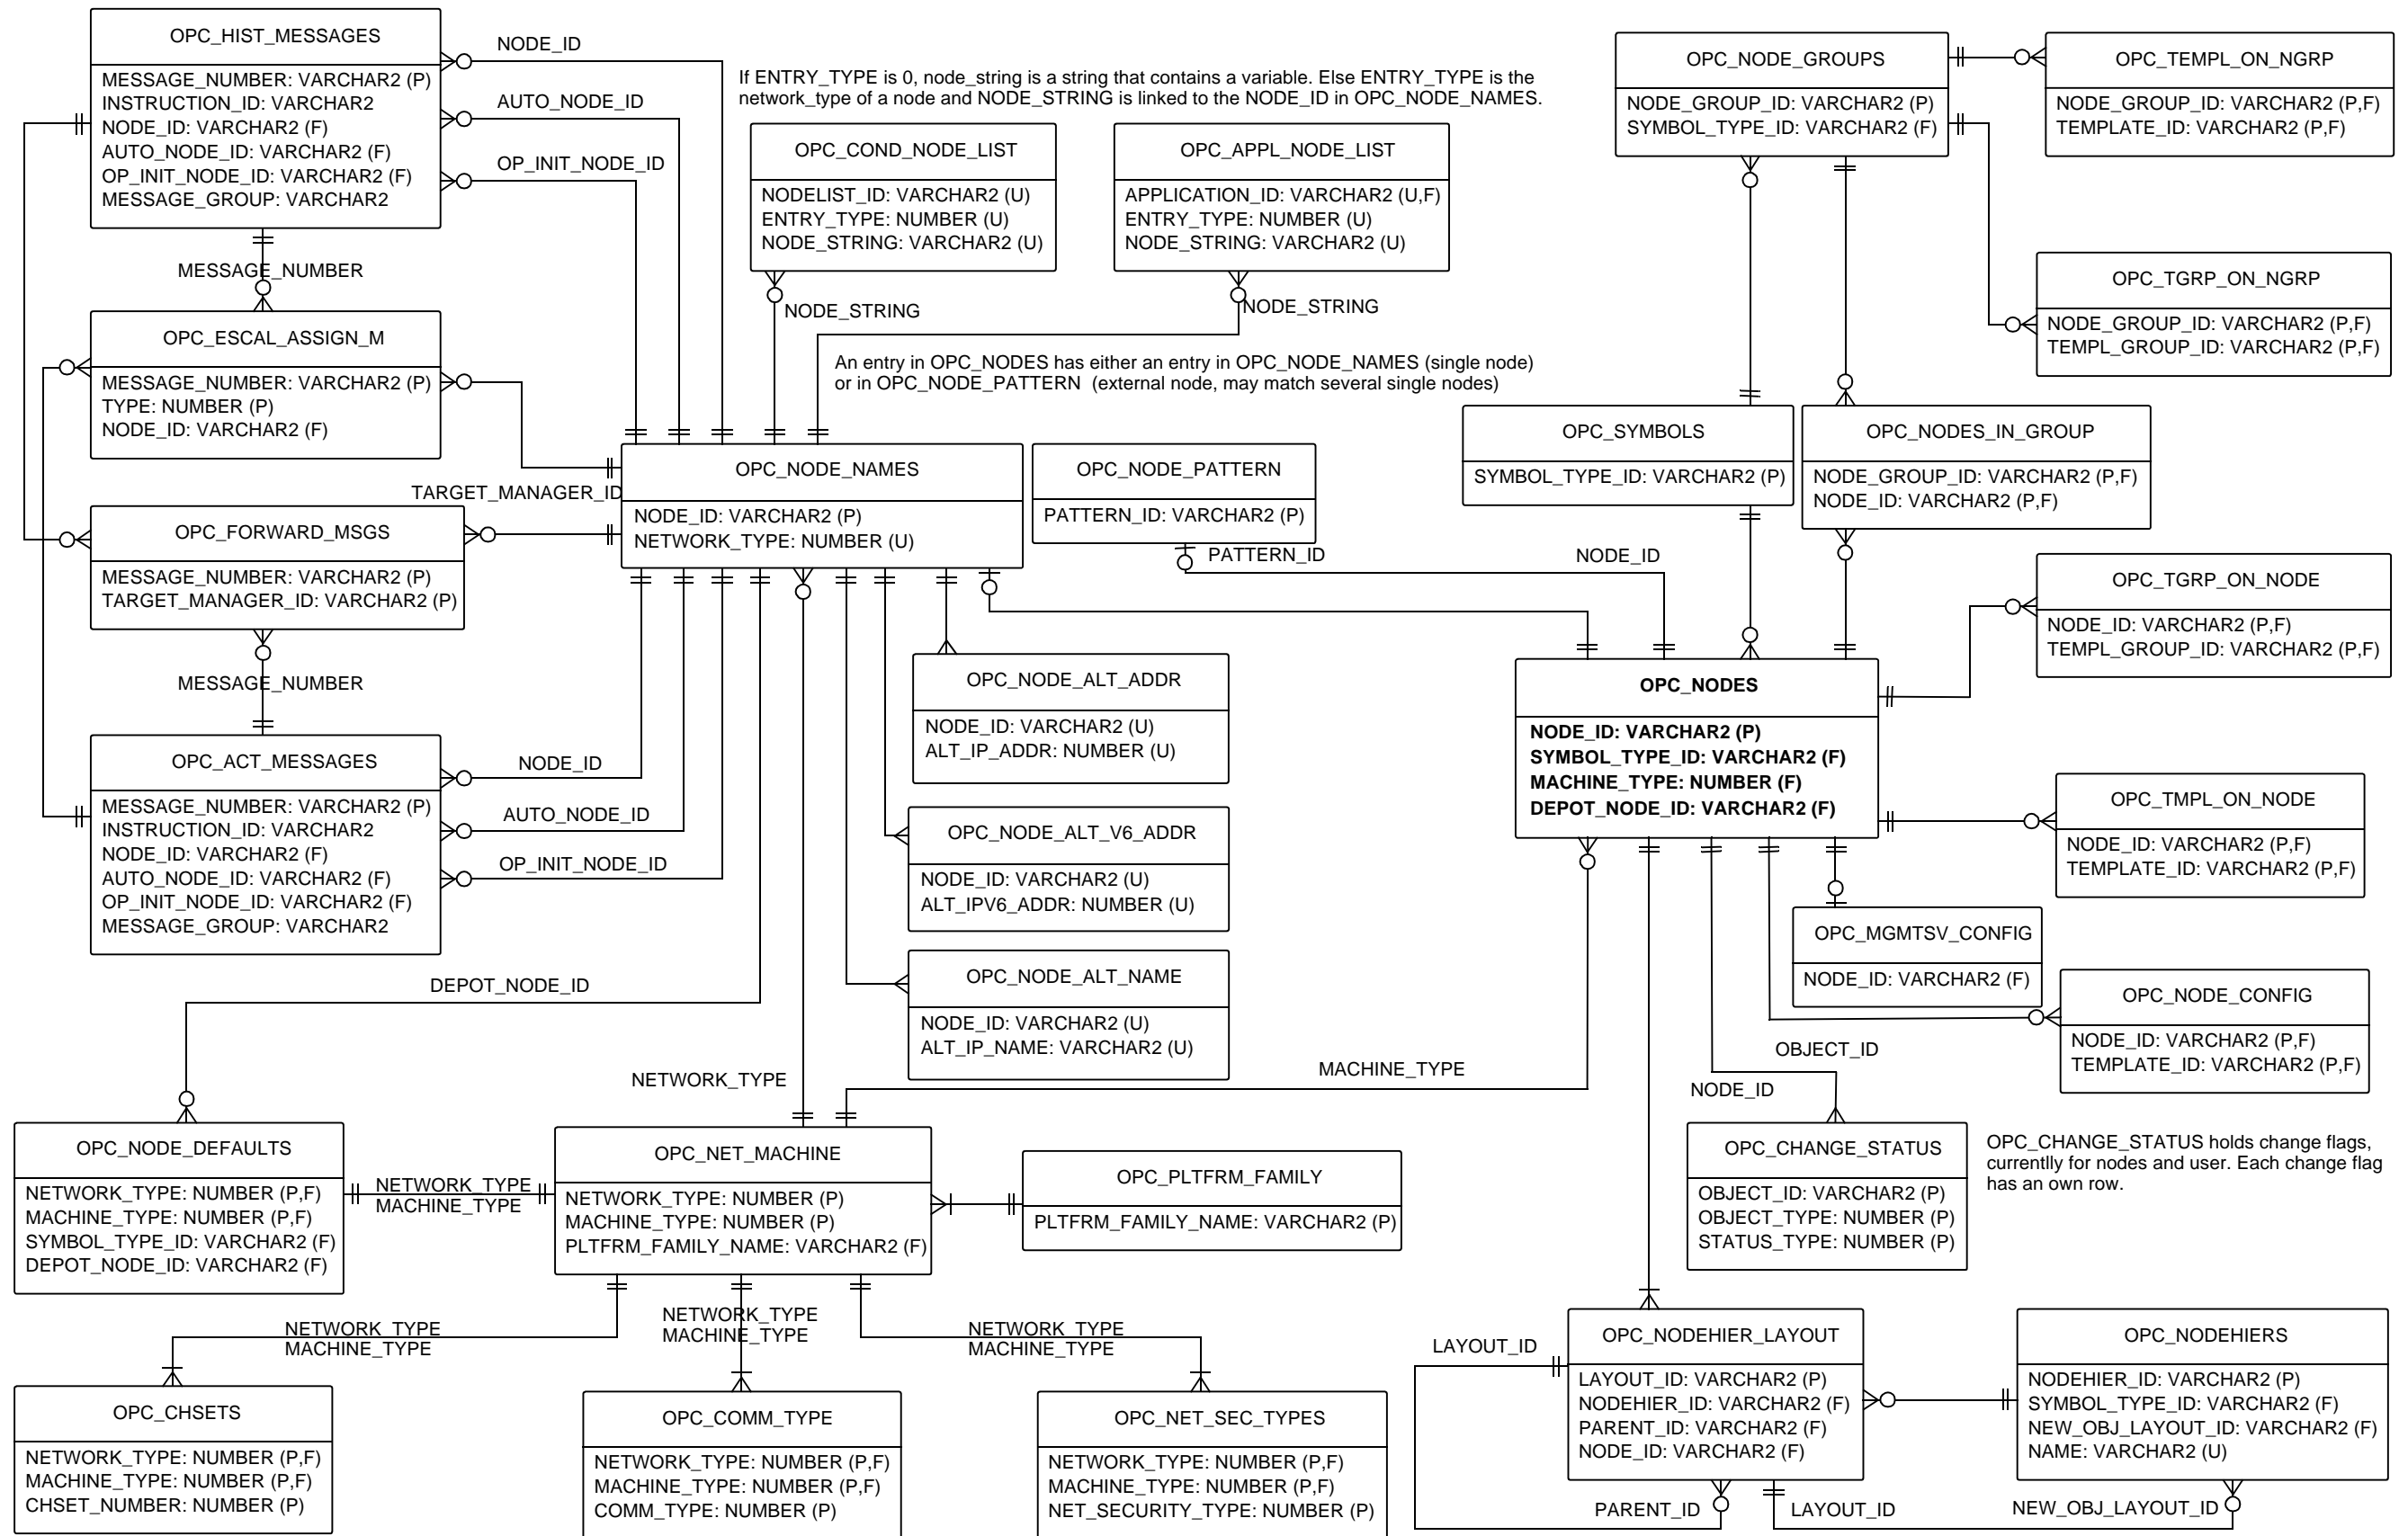 OPC_HIST_MESSAGES
MESSAGE_NUMBER: VARCHAR2 (P)
INSTRUCTION_ID: VARCHAR2
NODE_ID: VARCHAR2 (F)
AUTO_NODE_ID: VARCHAR2 (F)
OP_INIT_NODE_ID: VARCHAR2 (F)
MESSAGE_GROUP: VARCHAR2
NODE_ID
AUTO_NODE_ID
OP_INIT_NODE_ID
If ENTRY_TYPE is 0, node_string is a string that contains a variable. Else ENTRY_TYPE is the
network_type of a node and NODE_STRING is linked to the NODE_ID in OPC_NODE_NAMES.
OPC_COND_NODE_LIST
NODELIST_ID: VARCHAR2 (U)
ENTRY_TYPE: NUMBER (U)
NODE_STRING: VARCHAR2 (U)
OPC_APPL_NODE_LIST
APPLICATION_ID: VARCHAR2 (U,F)
ENTRY_TYPE: NUMBER (U)
NODE_STRING: VARCHAR2 (U)
OPC_NODE_GROUPS
NODE_GROUP_ID: VARCHAR2 (P)
SYMBOL_TYPE_ID: VARCHAR2 (F)
OPC_TEMPL_ON_NGRP
NODE_GROUP_ID: VARCHAR2 (P,F)
TEMPLATE_ID: VARCHAR2 (P,F)
MESSAGE_NUMBER
NODE_STRING
NODE_STRING
OPC_TGRP_ON_NGRP
NODE_GROUP_ID: VARCHAR2 (P,F)
TEMPL_GROUP_ID: VARCHAR2 (P,F)
OPC_ESCAL_ASSIGN_M
MESSAGE_NUMBER: VARCHAR2 (P)
TYPE: NUMBER (P)
NODE_ID: VARCHAR2 (F)
An entry in OPC_NODES has either an entry in OPC_NODE_NAMES (single node)
or in OPC_NODE_PATTERN (external node, may match several single nodes)
OPC_SYMBOLS
SYMBOL_TYPE_ID: VARCHAR2 (P)
OPC_NODES_IN_GROUP
NODE_GROUP_ID: VARCHAR2 (P,F)
NODE_ID: VARCHAR2 (P,F)
TARGET_MANAGER_ID
OPC_NODE_NAMES
NODE_ID: VARCHAR2 (P)
NETWORK_TYPE: NUMBER (U)
OPC_NODE_PATTERN
PATTERN_ID: VARCHAR2 (P)
PATTERN_ID
NODE_ID
OPC_FORWARD_MSGS
MESSAGE_NUMBER: VARCHAR2 (P)
TARGET_MANAGER_ID: VARCHAR2 (P)
OPC_TGRP_ON_NODE
NODE_ID: VARCHAR2 (P,F)
TEMPL_GROUP_ID: VARCHAR2 (P,F)
MESSAGE_NUMBER
OPC_NODE_ALT_ADDR
NODE_ID: VARCHAR2 (U)
ALT_IP_ADDR: NUMBER (U)
OPC_NODES
NODE_ID: VARCHAR2 (P)
SYMBOL_TYPE_ID: VARCHAR2 (F)
MACHINE_TYPE: NUMBER (F)
DEPOT_NODE_ID: VARCHAR2 (F)
OPC_ACT_MESSAGES
MESSAGE_NUMBER: VARCHAR2 (P)
INSTRUCTION_ID: VARCHAR2
NODE_ID: VARCHAR2 (F)
AUTO_NODE_ID: VARCHAR2 (F)
OP_INIT_NODE_ID: VARCHAR2 (F)
MESSAGE_GROUP: VARCHAR2
NODE_ID
AUTO_NODE_ID
OP_INIT_NODE_ID
OPC_NODE_ALT_V6_ADDR
NODE_ID: VARCHAR2 (U)
ALT_IPV6_ADDR: NUMBER (U)
OPC_TMPL_ON_NODE
NODE_ID: VARCHAR2 (P,F)
TEMPLATE_ID: VARCHAR2 (P,F)
OPC_MGMTSV_CONFIG
NODE_ID: VARCHAR2 (F)
DEPOT_NODE_ID
OPC_NODE_ALT_NAME
NODE_ID: VARCHAR2 (U)
ALT_IP_NAME: VARCHAR2 (U)
OPC_NODE_CONFIG
NODE_ID: VARCHAR2 (P,F)
TEMPLATE_ID: VARCHAR2 (P,F)
NETWORK_TYPE
MACHINE_TYPE
OBJECT_ID
NODE_ID
OPC_NODE_DEFAULTS
NETWORK_TYPE: NUMBER (P,F)
MACHINE_TYPE: NUMBER (P,F)
SYMBOL_TYPE_ID: VARCHAR2 (F)
DEPOT_NODE_ID: VARCHAR2 (F)
NETWORK_TYPE
MACHINE_TYPE
OPC_NET_MACHINE
NETWORK_TYPE: NUMBER (P)
MACHINE_TYPE: NUMBER (P)
PLTFRM_FAMILY_NAME: VARCHAR2 (F)
OPC_PLTFRM_FAMILY
PLTFRM_FAMILY_NAME: VARCHAR2 (P)
OPC_CHANGE_STATUS
OBJECT_ID: VARCHAR2 (P)
OBJECT_TYPE: NUMBER (P)
STATUS_TYPE: NUMBER (P)
OPC_CHANGE_STATUS holds change flags,
currentlly for nodes and user. Each change flag
has an own row.
NETWORK_TYPE
MACHINE_TYPE
NETWORK_TYPE
MACHINE_TYPE
NETWORK_TYPE
MACHINE_TYPE
OPC_CHSETS
NETWORK_TYPE: NUMBER (P,F)
MACHINE_TYPE: NUMBER (P,F)
CHSET_NUMBER: NUMBER (P)
OPC_COMM_TYPE
NETWORK_TYPE: NUMBER (P,F)
MACHINE_TYPE: NUMBER (P,F)
COMM_TYPE: NUMBER (P)
OPC_NET_SEC_TYPES
NETWORK_TYPE: NUMBER (P,F)
MACHINE_TYPE: NUMBER (P,F)
NET_SECURITY_TYPE: NUMBER (P)
LAYOUT_ID
OPC_NODEHIER_LAYOUT
LAYOUT_ID: VARCHAR2 (P)
NODEHIER_ID: VARCHAR2 (F)
PARENT_ID: VARCHAR2 (F)
NODE_ID: VARCHAR2 (F)
OPC_NODEHIERS
NODEHIER_ID: VARCHAR2 (P)
SYMBOL_TYPE_ID: VARCHAR2 (F)
NEW_OBJ_LAYOUT_ID: VARCHAR2 (F)
NAME: VARCHAR2 (U)
PARENT_ID
LAYOUT_ID
NEW_OBJ_LAYOUT_ID